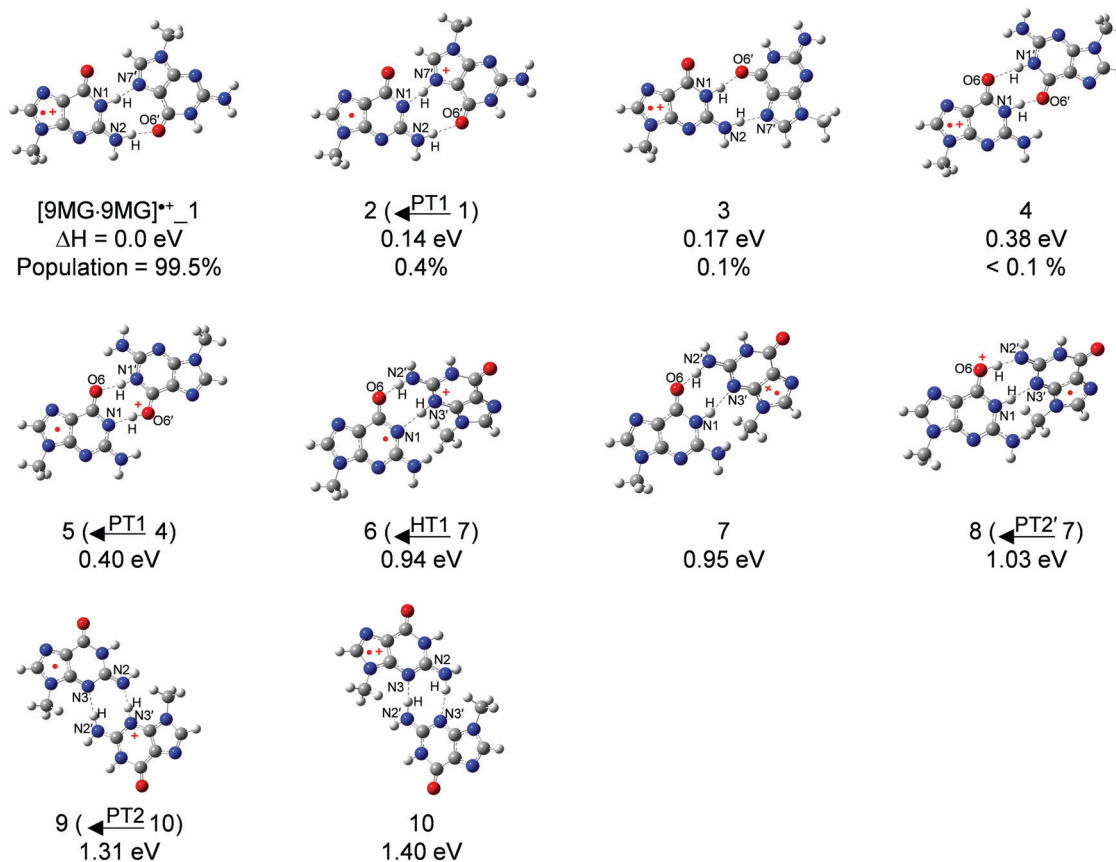 N1
N7′
H
•+
N2
H
O6′
[9MG·9MG]•+_1
ΔH = 0.0 eV
Population = 99.5%
N7′
+
N1
H
O6′
•
N2
H
2 (PT1 1)
0.14 eV
0.4%
O6′
N1
H
•+
H
N2
N7′
3
0.17 eV
0.1%
N1′
O6
H
N1
H
O6′
•+
4
0.38 eV
< 0.1 %
O6
N1′
H
N1
+
H
O6′
•
5 (PT1 4)
0.40 eV
N2′
O6
H
+
H
N3′
•
N1
6 (HT1 7)
0.94 eV
N2′
O6
H
N3′
+•
H
N1
7
0.95 eV
+
O6
N2′
H
H
N3′
•
N1
8 (PT2′ 7)
1.03 eV
•
N2
N3
H
H
N2′
N3′
+
9 (PT2 10)
1.31 eV
•+
N2
N3
H
H
N2′
N3′
10
1.40 eV